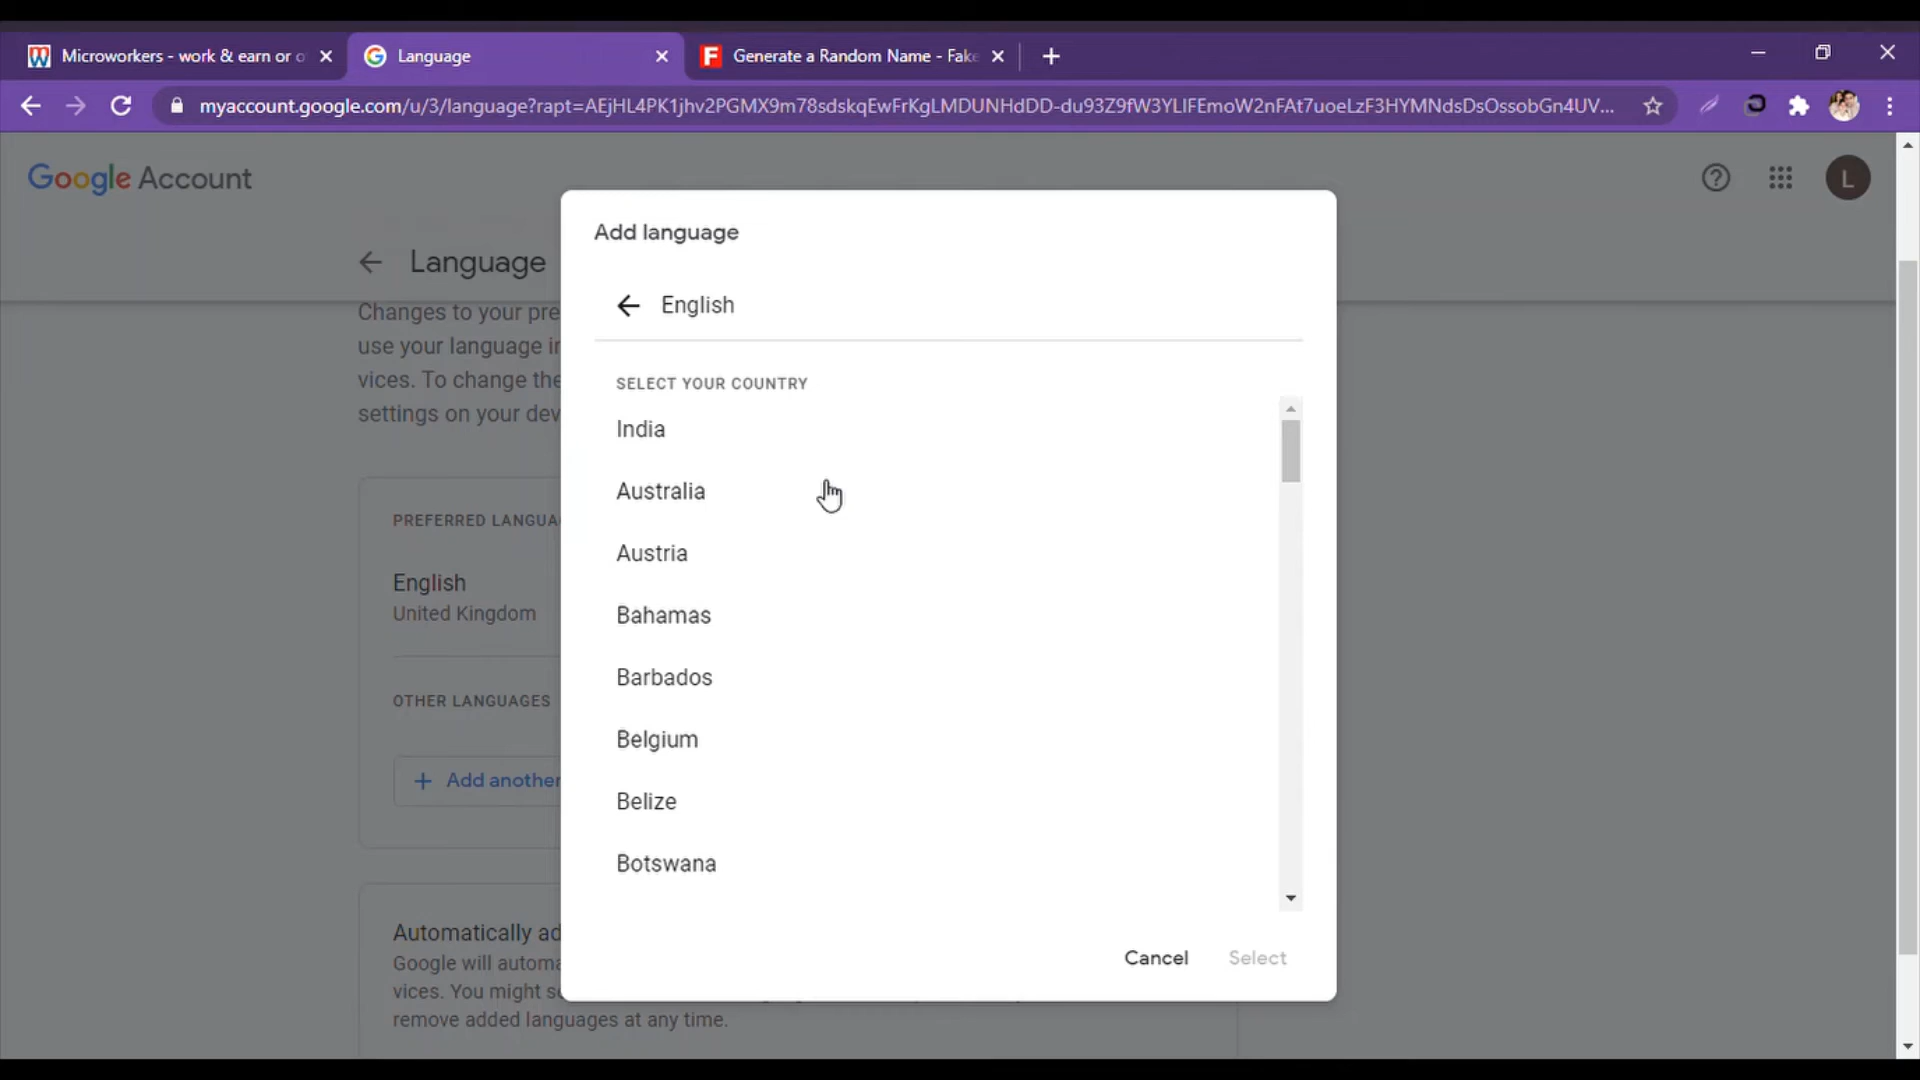 Microworkers - work & earn or o
Language
Generate a Random Name - Fake
myaccount.google.com/u/3/language?rapt=AEjHL4PK1jhv2PGMX9m78sdskqEwFrKgLMDUNHdDD-du93Z9fW3YLlFEmoW2nFAt7uoeLzF3HYMNdsDsOssobGn4UV...
Google Account
L
Language
Changes to your pre
use your language in
vices. To change the
settings on your dev
PREFERRED LANGUA
English
United Kingdom
OTHER LANGUAGES
+ Add another
Automatically ad
Google will automa
vices. You might s
remove added languages at any time.
Add language
English
SELECT YOUR COUNTRY
India
Australia
Austria
Bahamas
Barbados
Belgium
Belize
Botswana
Cancel
Select